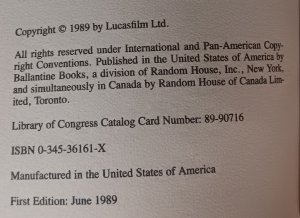 Copyright © 1989 by Lucasfilm Ltd.
All rights reserved under International and Pan-American Copy-
right Conventions. Published in the United States of America by
Ballantine Books, a division of Random House, Inc., New York,
and simultaneously in Canada by Random House of Canada Lim-
ited, Toronto.
Library of Congress Catalog Card Number: 89-90716
ISBN 0-345-36161-X
Manufactured in the United States of America
First Edition: June 1989